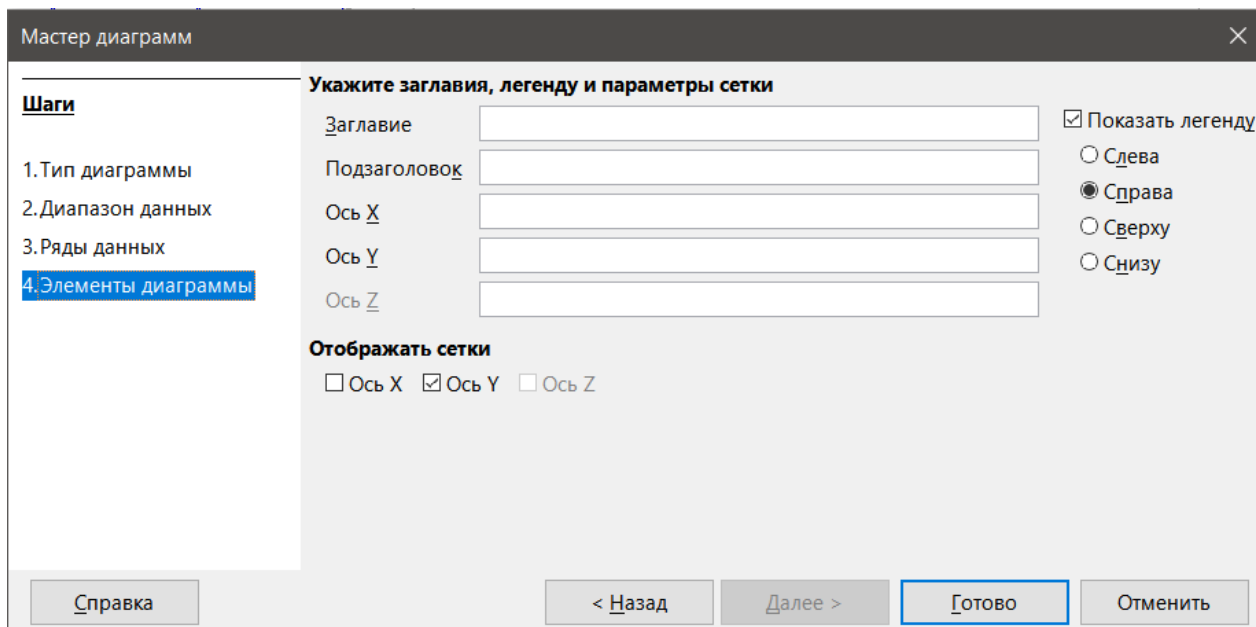 Мастер диаграмм
Шаги
1.Тип диаграммы
2.Диапазон данных
3.Ряды данных
4.Элементы диаграммы
Укажите заглавия, легенду и параметры сетки
Заглавие
Подзаголовок
Ось X
Ось Y
Ось Z
Показать легенду
Слева
Справа
Сверху
Снизу
Отображать сетки
Ось X Ось Y Ось Z
Справка < Назад Далее > Готово Отменить